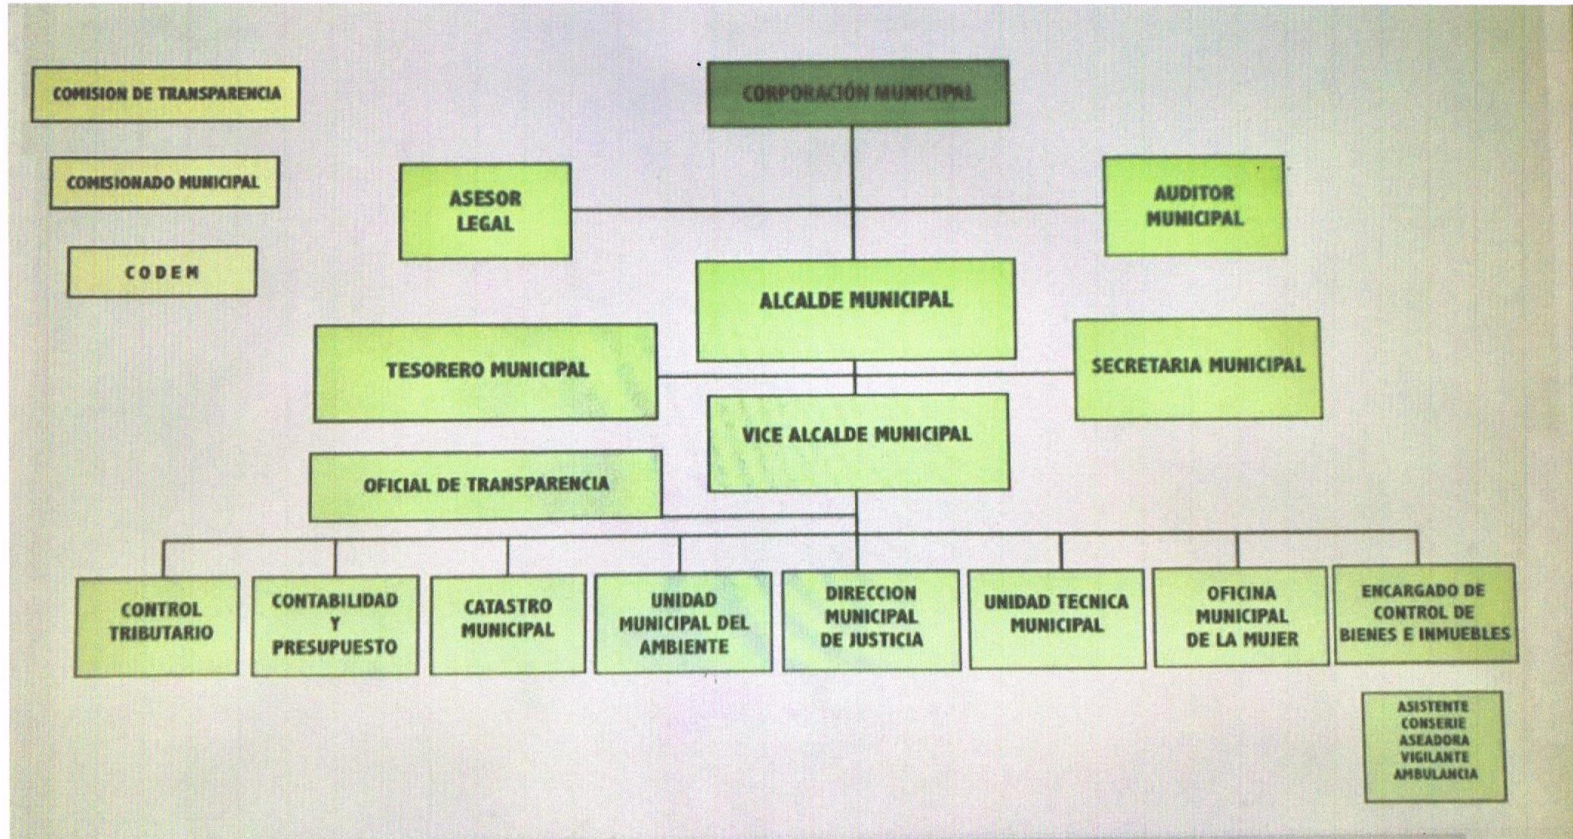 COMISION DE TRANSPARENCIA
CORPORACIÓN MUNICIPAL
COMISIONADO MUNICIPAL
ASESOR
LEGAL
AUDITOR
MUNICIPAL
CODEM
ALCALDE MUNICIPAL
TESORERO MUNICIPAL
SECRETARIA MUNICIPAL
VICE ALCALDE MUNICIPAL
OFICIAL DE TRANSPARENCIA
CONTROL
TRIBUTARIO
CONTABILIDAD
Y
PRESUPUESTO
CATASTRO
MUNICIPAL
UNIDAD
MUNICIPAL DEL
AMBIENTE
DIRECCION
MUNICIPAL
DE JUSTICIA
UNIDAD TECNICA
MUNICIPAL
OFICINA
MUNICIPAL
DE LA MUJER
ENCARGADO DE
CONTROL DE
BIENES E INMUEBLES
ASISTENTE
CONSERJE
ASEADORA
VIGILANTE
AMBULANCIA